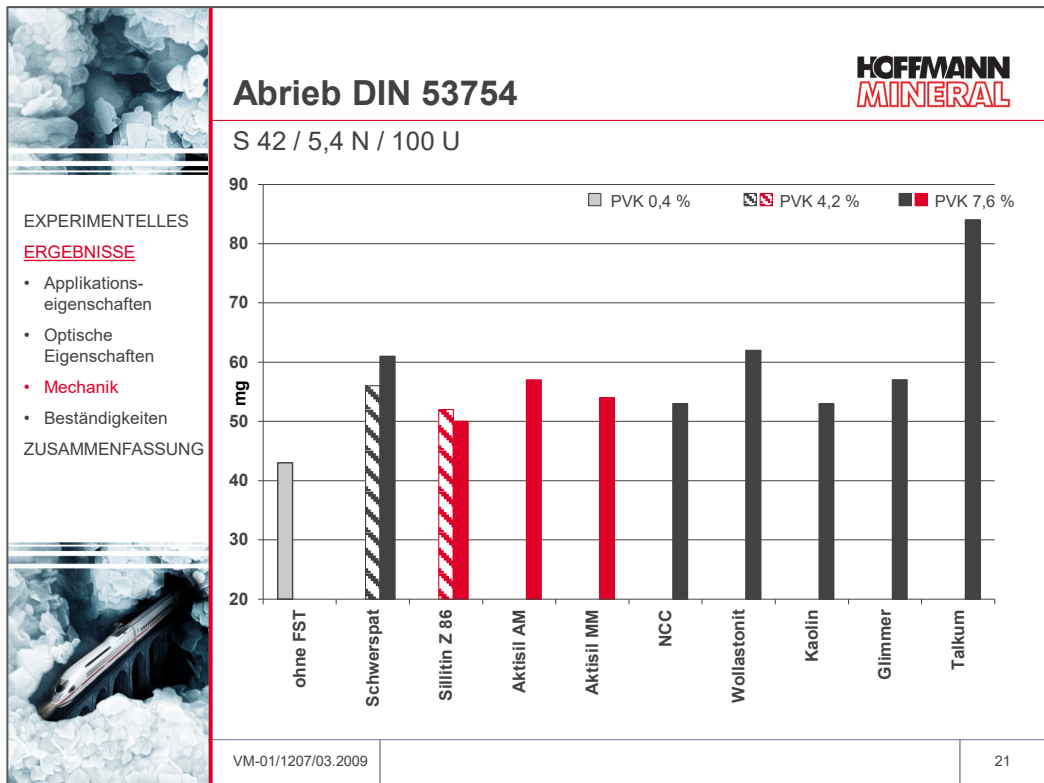 HOFFMANN
MINERAL
Abrieb DIN 53754
S 42 / 5,4 N / 100 U
EXPERIMENTELLES
ERGEBNISSE
• Applikations-
eigenschaften
• Optische
Eigenschaften
• Mechanik
• Beständigkeiten
ZUSAMMENFASSUNG
PVK 0,4 %
PVK 4,2 %
PVK 7,6 %
mg
90
80
70
60
50
40
30
20
ohne FST
Schwerspat
Sillitin Z 86
Aktisil AM
Aktisil MM
NCC
Wollastonit
Kaolin
Glimmer
Talkum
VM-01/1207/03.2009
21